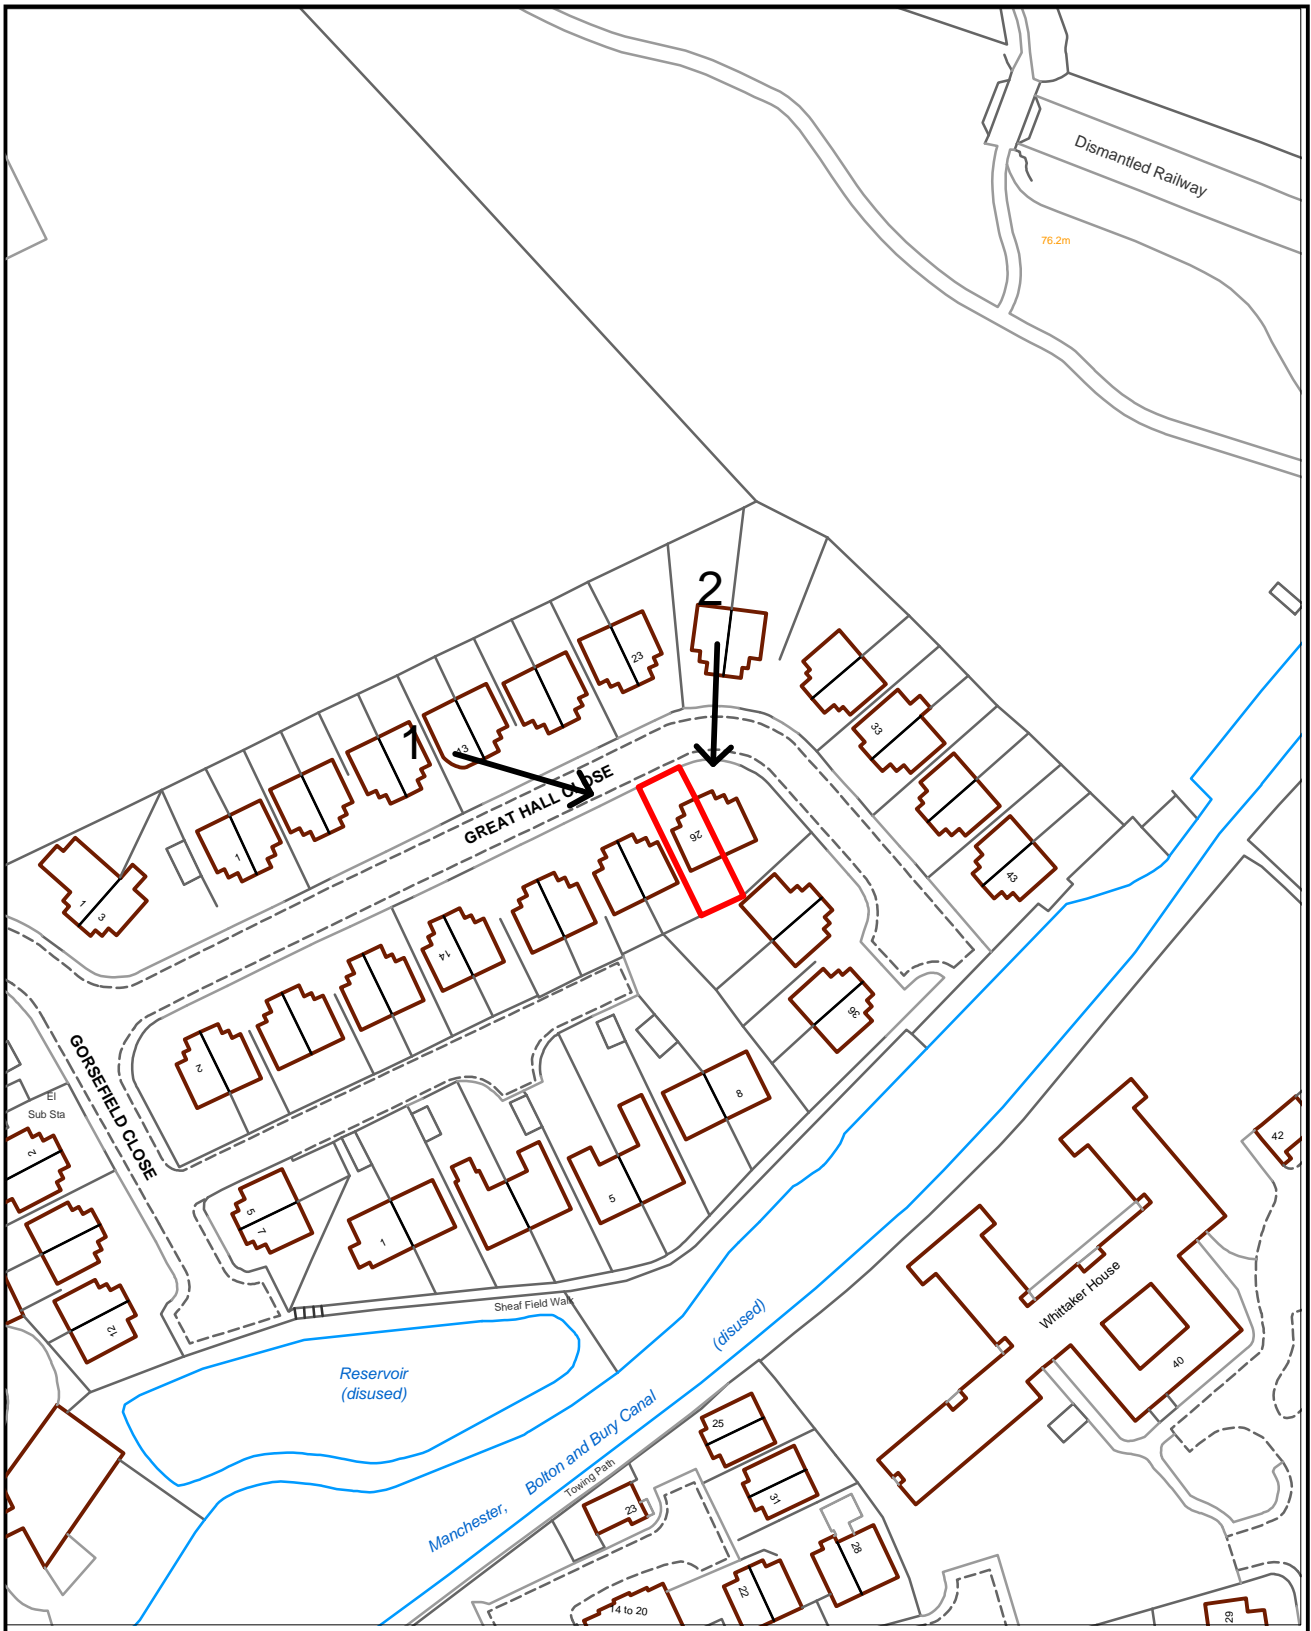 Dismantled Railway
76.2m
2
23
1
13
33
GREAT HALL CLOSE
26
1
43
1
3
14
2
36
GORSEFIELD CLOSE
El
Sub Sta
8
42
2
5
5
7
1
Whittaker House
Sheaf Field Walk
12
(disused)
40
Reservoir
(disused)
25
Manchester,
Bolton and Bury Canal
Towing Path
31
23
28
22
14 to 20
29